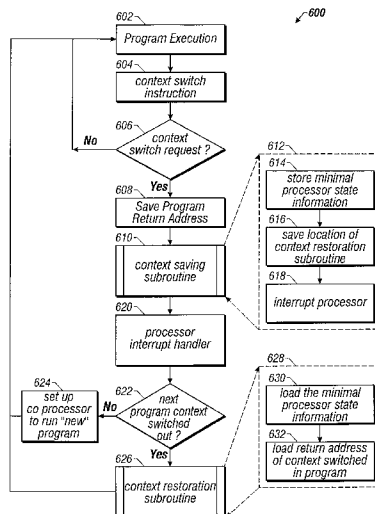 600
602
Program Execution
604
context switch
instruction
606
context
switch request ?
No
Yes
608
Save Program
Return Address
610
context saving
subroutine
612
614
store minimal
processor state
information
616
save location of
context restoration
subroutine
618
interrupt processor
620
processor
interrupt handler
622
next
program context
switched
out ?
No
Yes
624
set up
co processor
to run "new"
program
626
context restoration
subroutine
628
630
load the minimal
processor state
information
632
load return address
of context switched
in program